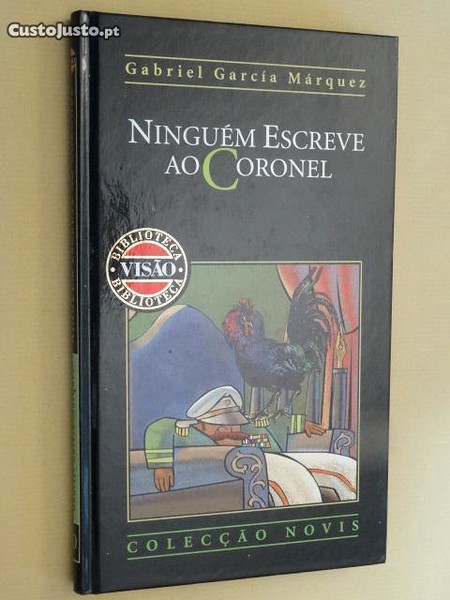 CustoJusto.pt
Gabriel García Márquez
NINGUÉM ESCREVE
AO CORONEL
BIBLIOTECA
VISÃO
BIBLIOTECA
COLECÇÃO NOVIS